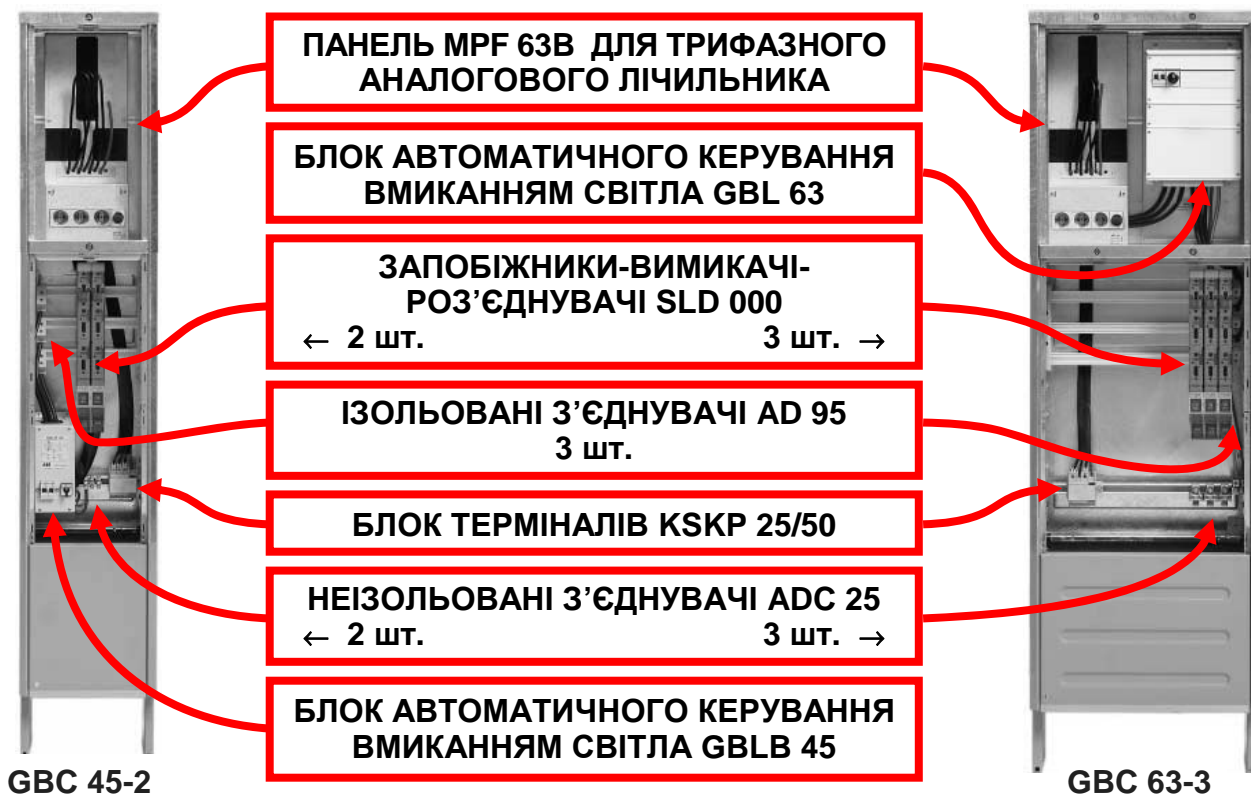 ПАНЕЛЬ MPF 63B ДЛЯ ТРИФАЗНОГО
АНАЛОГОВОГО ЛІЧИЛЬНИКА
БЛОК АВТОМАТИЧНОГО КЕРУВАННЯ
ВМИКАННЯМ СВІТЛА GBL 63
ЗАПОБІЖНИКИ-ВИМИКАЧІ-
РОЗ’ЄДНУВАЧІ SLD 000
← 2 шт. 3 шт. →
ІЗОЛЬОВАНІ З’ЄДНУВАЧІ AD 95
3 шт.
БЛОК ТЕРМІНАЛІВ KSKP 25/50
НЕІЗОЛЬОВАНІ З’ЄДНУВАЧІ ADC 25
← 2 шт. 3 шт. →
БЛОК АВТОМАТИЧНОГО КЕРУВАННЯ
ВМИКАННЯМ СВІТЛА GBLB 45
GBC 45-2 GBC 63-3